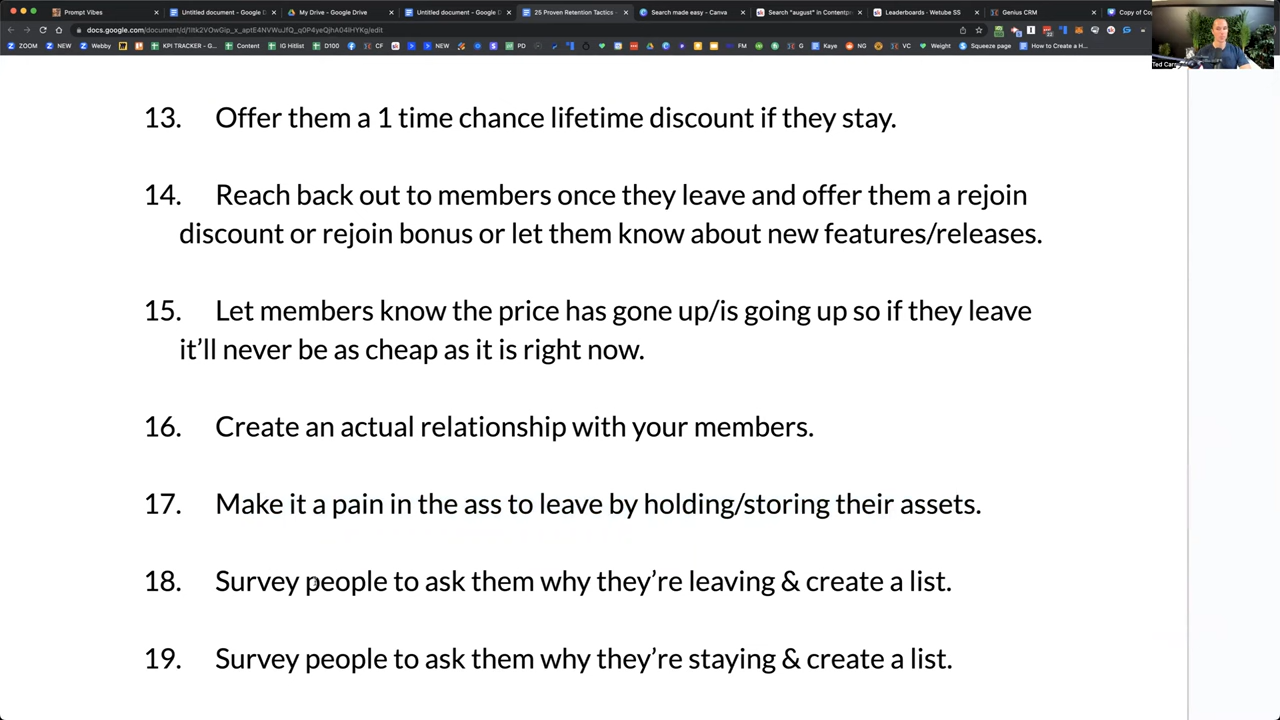 Prompt Vibes
Untitled document - Google D
My Drive - Google Drive
Untitled document - Google D
25 Proven Retention Tactics -
Search made easy - Canva
Search "august" in Contentpe
Leaderboards - Wetube SS
Genius CRM
Copy of Co
ZOOM
NEW
Webby
KPI TRACKER - G
Content
IG Hitlist
D100
CF
NEW
PD
FM
G
Kaye
NG
VC
Weight
Squeeze page
How to Create a H...
Ted Car
13. Offer them a 1 time chance lifetime discount if they stay.
14. Reach back out to members once they leave and offer them a rejoin
discount or rejoin bonus or let them know about new features/releases.
15. Let members know the price has gone up/is going up so if they leave
it’ll never be as cheap as it is right now.
16. Create an actual relationship with your members.
17. Make it a pain in the ass to leave by holding/storing their assets.
18. Survey people to ask them why they’re leaving & create a list.
19. Survey people to ask them why they’re staying & create a list.